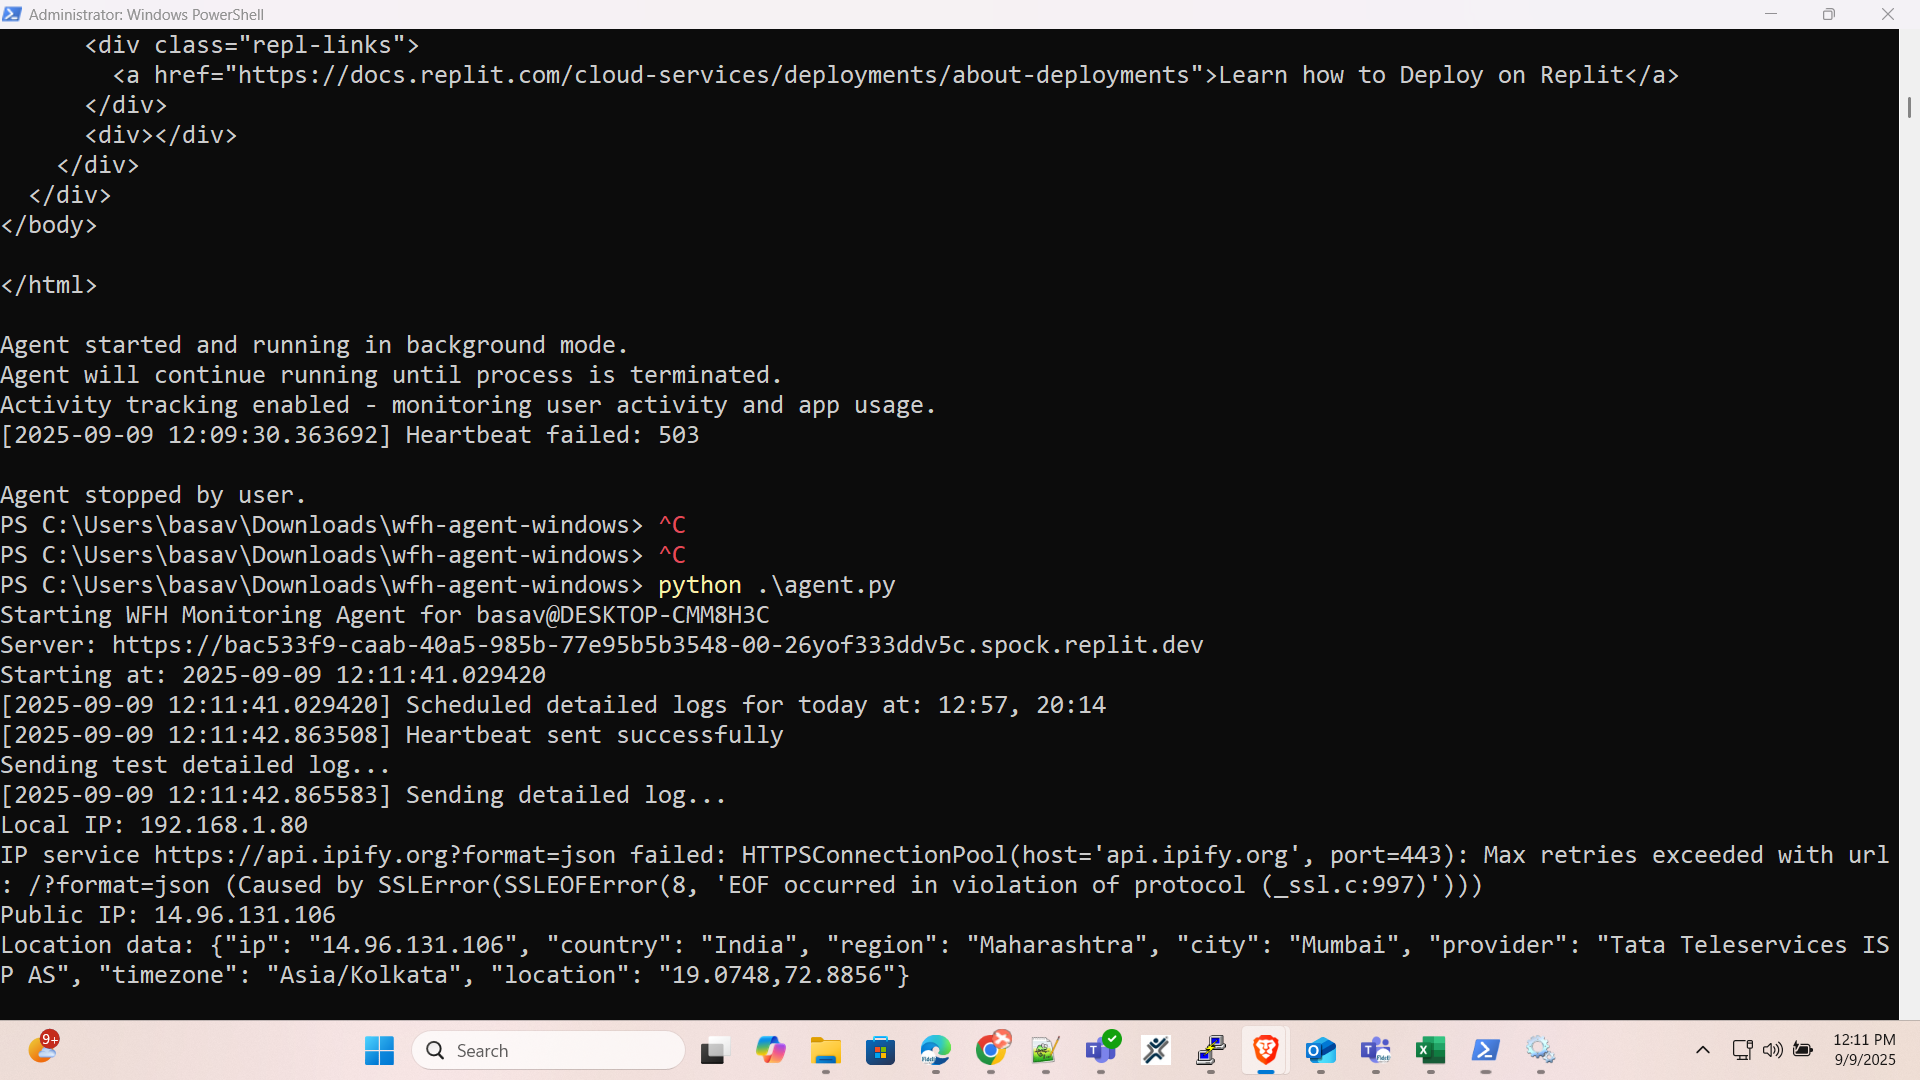 Administrator: Windows PowerShell
<div class="repl-links">
<a href="https://docs.replit.com/cloud-services/deployments/about-deployments">Learn how to Deploy on Replit</a>
</div>
<div></div>
</div>
</div>
</body>
</html>
Agent started and running in background mode.
Agent will continue running until process is terminated.
Activity tracking enabled - monitoring user activity and app usage.
[2025-09-09 12:09:30.363692] Heartbeat failed: 503
Agent stopped by user.
PS C:\Users\basav\Downloads\wfh-agent-windows> ^C
PS C:\Users\basav\Downloads\wfh-agent-windows> ^C
PS C:\Users\basav\Downloads\wfh-agent-windows> python .\agent.py
Starting WFH Monitoring Agent for basav@DESKTOP-CMM8H3C
Server: https://bac533f9-caab-40a5-985b-77e95b5b3548-00-26yof333ddv5c.spock.replit.dev
Starting at: 2025-09-09 12:11:41.029420
[2025-09-09 12:11:41.029420] Scheduled detailed logs for today at: 12:57, 20:14
[2025-09-09 12:11:42.863508] Heartbeat sent successfully
Sending test detailed log...
[2025-09-09 12:11:42.865583] Sending detailed log...
Local IP: 192.168.1.80
IP service https://api.ipify.org?format=json failed: HTTPSConnectionPool(host='api.ipify.org', port=443): Max retries exceeded with url
: /?format=json (Caused by SSLError(SSLEOFError(8, 'EOF occurred in violation of protocol (_ssl.c:997)')))
Public IP: 14.96.131.106
Location data: {"ip": "14.96.131.106", "country": "India", "region": "Maharashtra", "city": "Mumbai", "provider": "Tata Teleservices IS
P AS", "timezone": "Asia/Kolkata", "location": "19.0748,72.8856"}
9+
Search
12:11 PM
9/9/2025